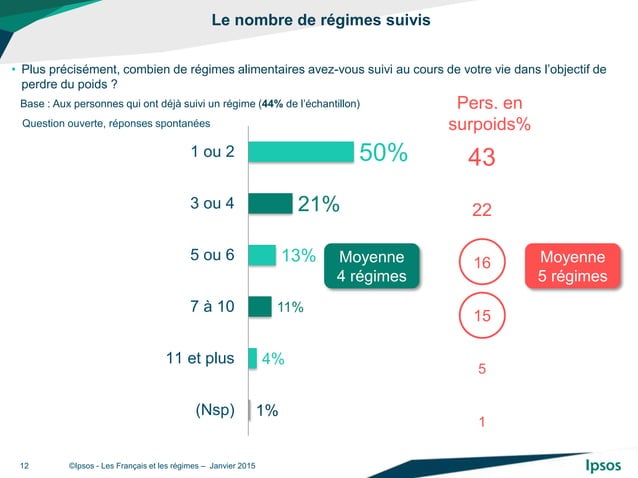 Le nombre de régimes suivis
• Plus précisément, combien de régimes alimentaires avez-vous suivi au cours de votre vie dans l'objectif de
perdre du poids ?
Base : Aux personnes qui ont déjà suivi un régime (44% de l'échantillon)
Question ouverte, réponses spontanées
Pers. en
surpoids%
1 ou 2 50% 43
3 ou 4 21% 22
5 ou 6 13% 16
Moyenne
4 régimes
Moyenne
5 régimes
7 à 10 11% 15
11 et plus 4% 5
(Nsp) 1% 1
12 ©Ipsos - Les Français et les régimes – Janvier 2015
Ipsos